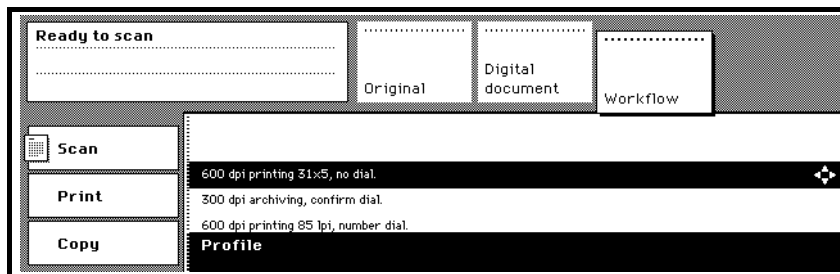 Ready to scan
Original
Digital
document
Workflow
Scan
Print
Copy
600 dpi printing 31x5, no dial.
300 dpi archiving, confirm dial.
600 dpi printing 85 lpi, number dial.
Profile